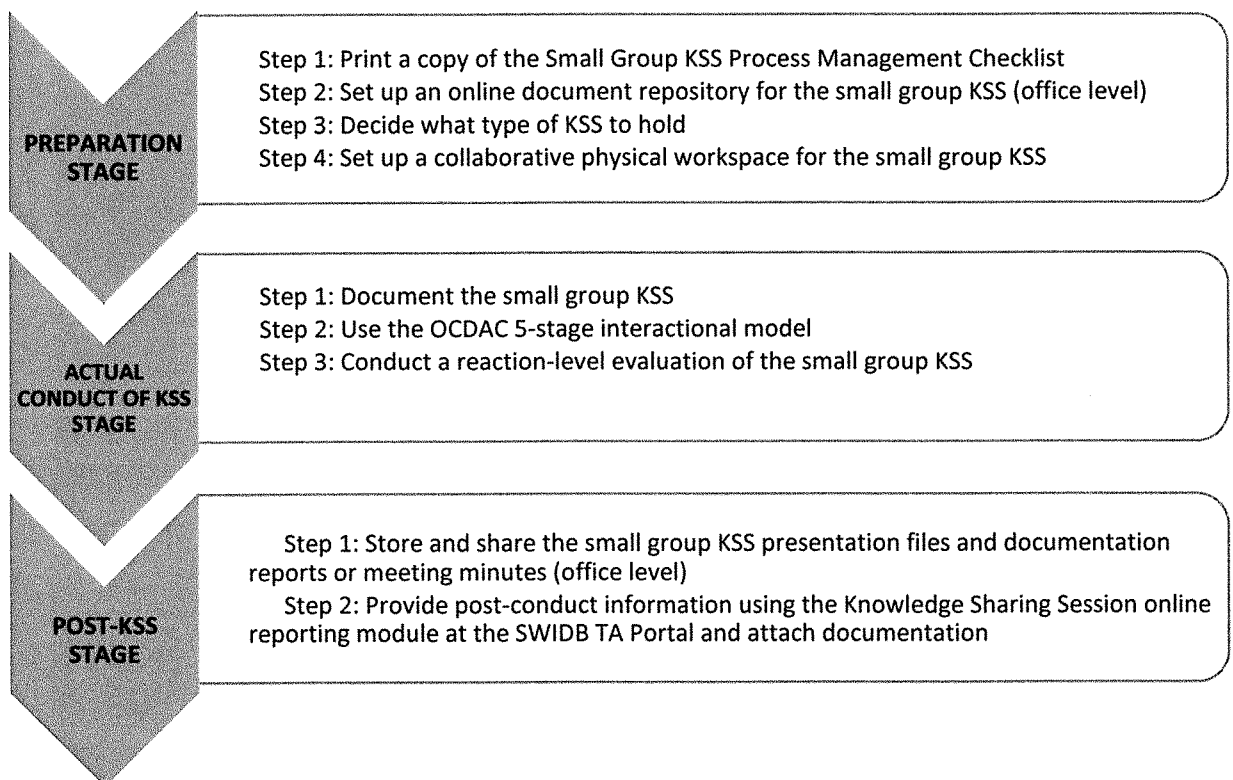 PREPARATION
STAGE
Step 1: Print a copy of the Small Group KSS Process Management Checklist
Step 2: Set up an online document repository for the small group KSS (office level)
Step 3: Decide what type of KSS to hold
Step 4: Set up a collaborative physical workspace for the small group KSS
ACTUAL
CONDUCT OF KSS
STAGE
Step 1: Document the small group KSS
Step 2: Use the OCDAC 5-stage interactional model
Step 3: Conduct a reaction-level evaluation of the small group KSS
POST-KSS
STAGE
Step 1: Store and share the small group KSS presentation files and documentation
reports or meeting minutes (office level)
Step 2: Provide post-conduct information using the Knowledge Sharing Session online
reporting module at the SWIDB TA Portal and attach documentation